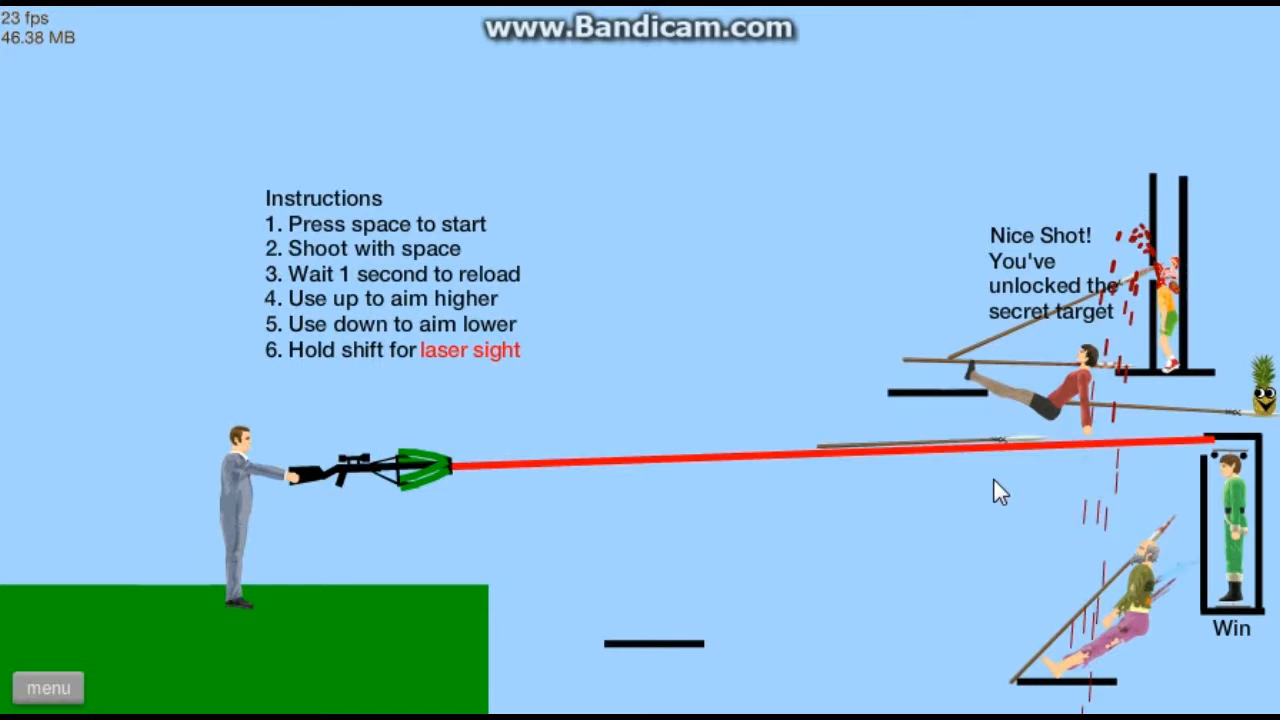 23 fps
46.38 MB
www.Bandicam.com
Instructions
1. Press space to start
2. Shoot with space
3. Wait 1 second to reload
4. Use up to aim higher
5. Use down to aim lower
6. Hold shift for laser sight
Nice Shot!
You've
unlocked the
secret target
Win
menu